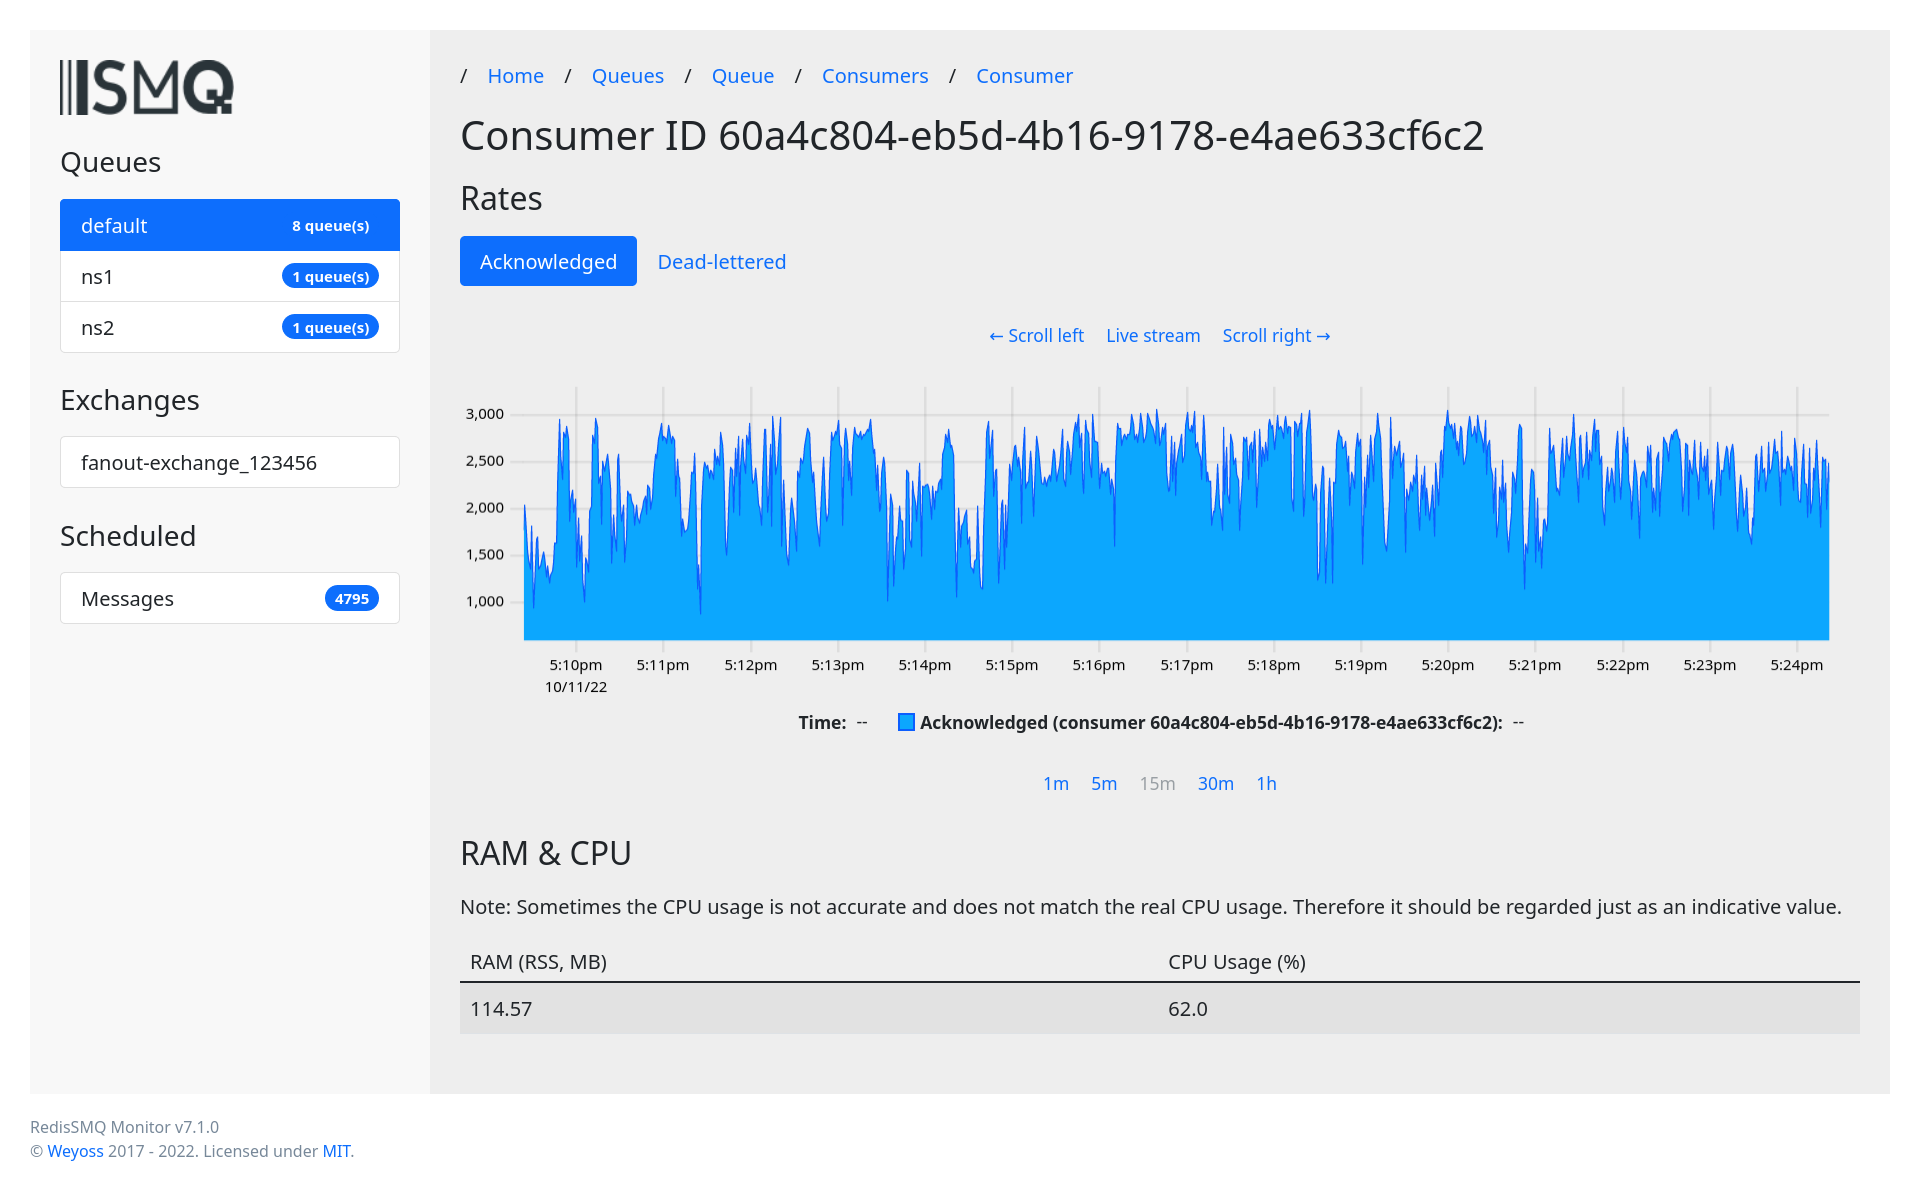 ISMQ
Queues
default 8 queue(s)
ns1 1 queue(s)
ns2 1 queue(s)
Exchanges
fanout-exchange_123456
Scheduled
Messages 4795
/ Home / Queues / Queue / Consumers / Consumer
Consumer ID 60a4c804-eb5d-4b16-9178-e4ae633cf6c2
Rates
Acknowledged Dead-lettered
← Scroll left Live stream Scroll right →
3,000
2,500
2,000
1,500
1,000
5:10pm 5:11pm 5:12pm 5:13pm 5:14pm 5:15pm 5:16pm 5:17pm 5:18pm 5:19pm 5:20pm 5:21pm 5:22pm 5:23pm 5:24pm
10/11/22
Time: -- Acknowledged (consumer 60a4c804-eb5d-4b16-9178-e4ae633cf6c2): --
1m 5m 15m 30m 1h
RAM & CPU
Note: Sometimes the CPU usage is not accurate and does not match the real CPU usage. Therefore it should be regarded just as an indicative value.
RAM (RSS, MB) CPU Usage (%)
114.57 62.0
RedisSMQ Monitor v7.1.0
© Weyoss 2017 - 2022. Licensed under MIT.